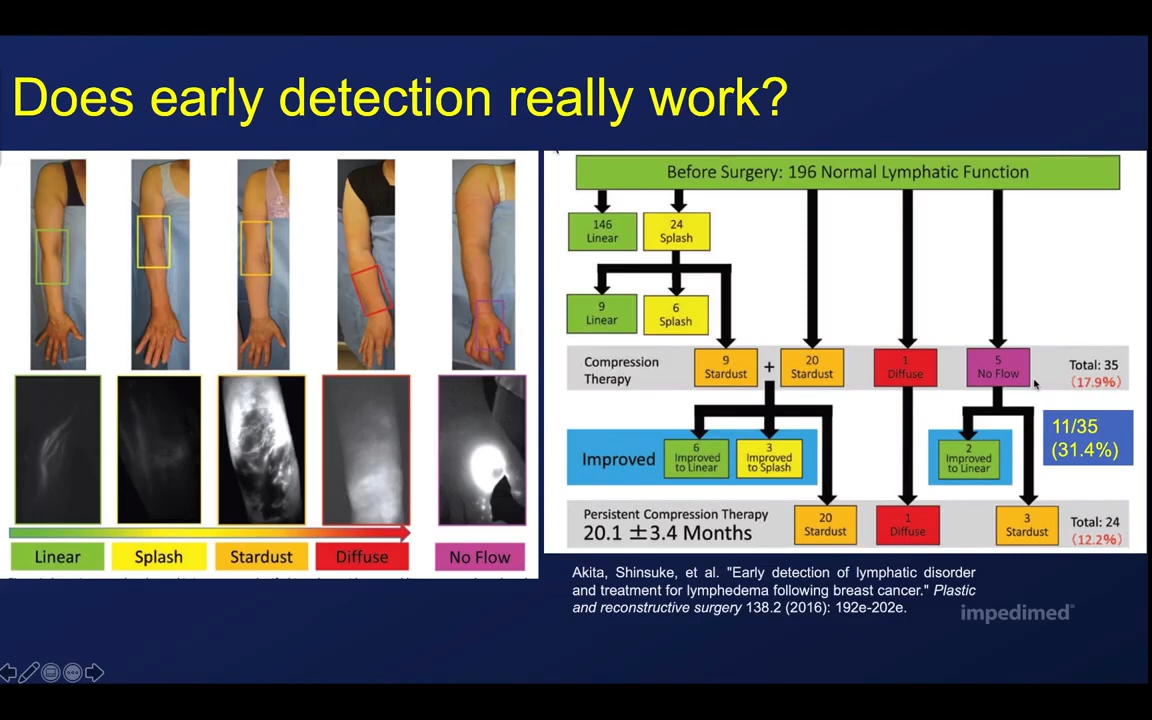 Does early detection really work?
Linear
Splash
Stardust
Diffuse
No Flow
Before Surgery: 196 Normal Lymphatic Function
146
Linear
24
Splash
9
Linear
6
Splash
Compression
Therapy
9
Stardust
+
20
Stardust
1
Diffuse
5
No Flow
Total: 35
(17.9%)
Improved
6
Improved
to Linear
3
Improved
to Splash
2
Improved
to Linear
11/35
(31.4%)
Persistent Compression Therapy
20.1 ±3.4 Months
20
Stardust
1
Diffuse
3
Stardust
Total: 24
(12.2%)
Akita, Shinsuke, et al. "Early detection of lymphatic disorder
and treatment for lymphedema following breast cancer." Plastic
and reconstructive surgery 138.2 (2016): 192e-202e.
impedimed